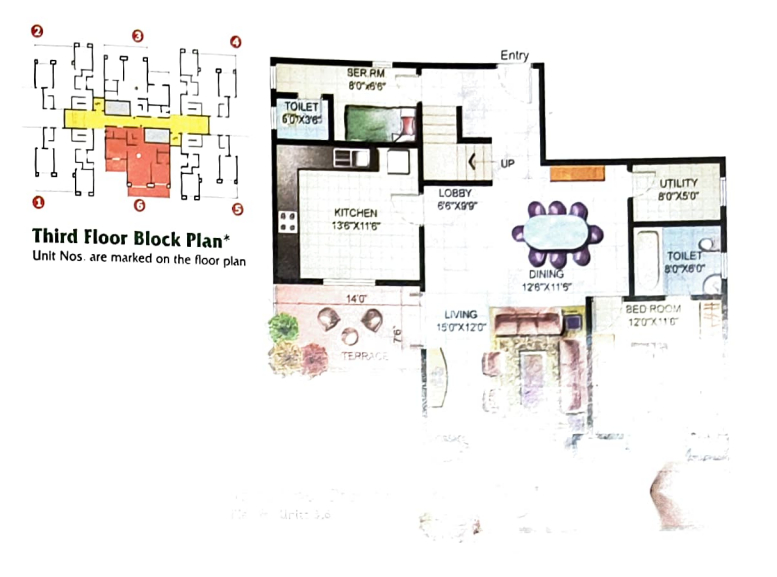 2
3
4
1
6
5
Third Floor Block Plan*
Unit Nos. are marked on the floor plan
Entry
SER.RM
8'0"x6'6"
TOILET
6'0"X3'6"
UP
UTILITY
8'0"X5'0"
LOBBY
6'6"X9'9"
KITCHEN
13'6"X11'6"
TOILET
8'0"X6'0"
DINING
12'6"X11'6"
14'0"
7'6"
TERRACE
LIVING
15'0"X12'0"
BED ROOM
12'0"X11'6"